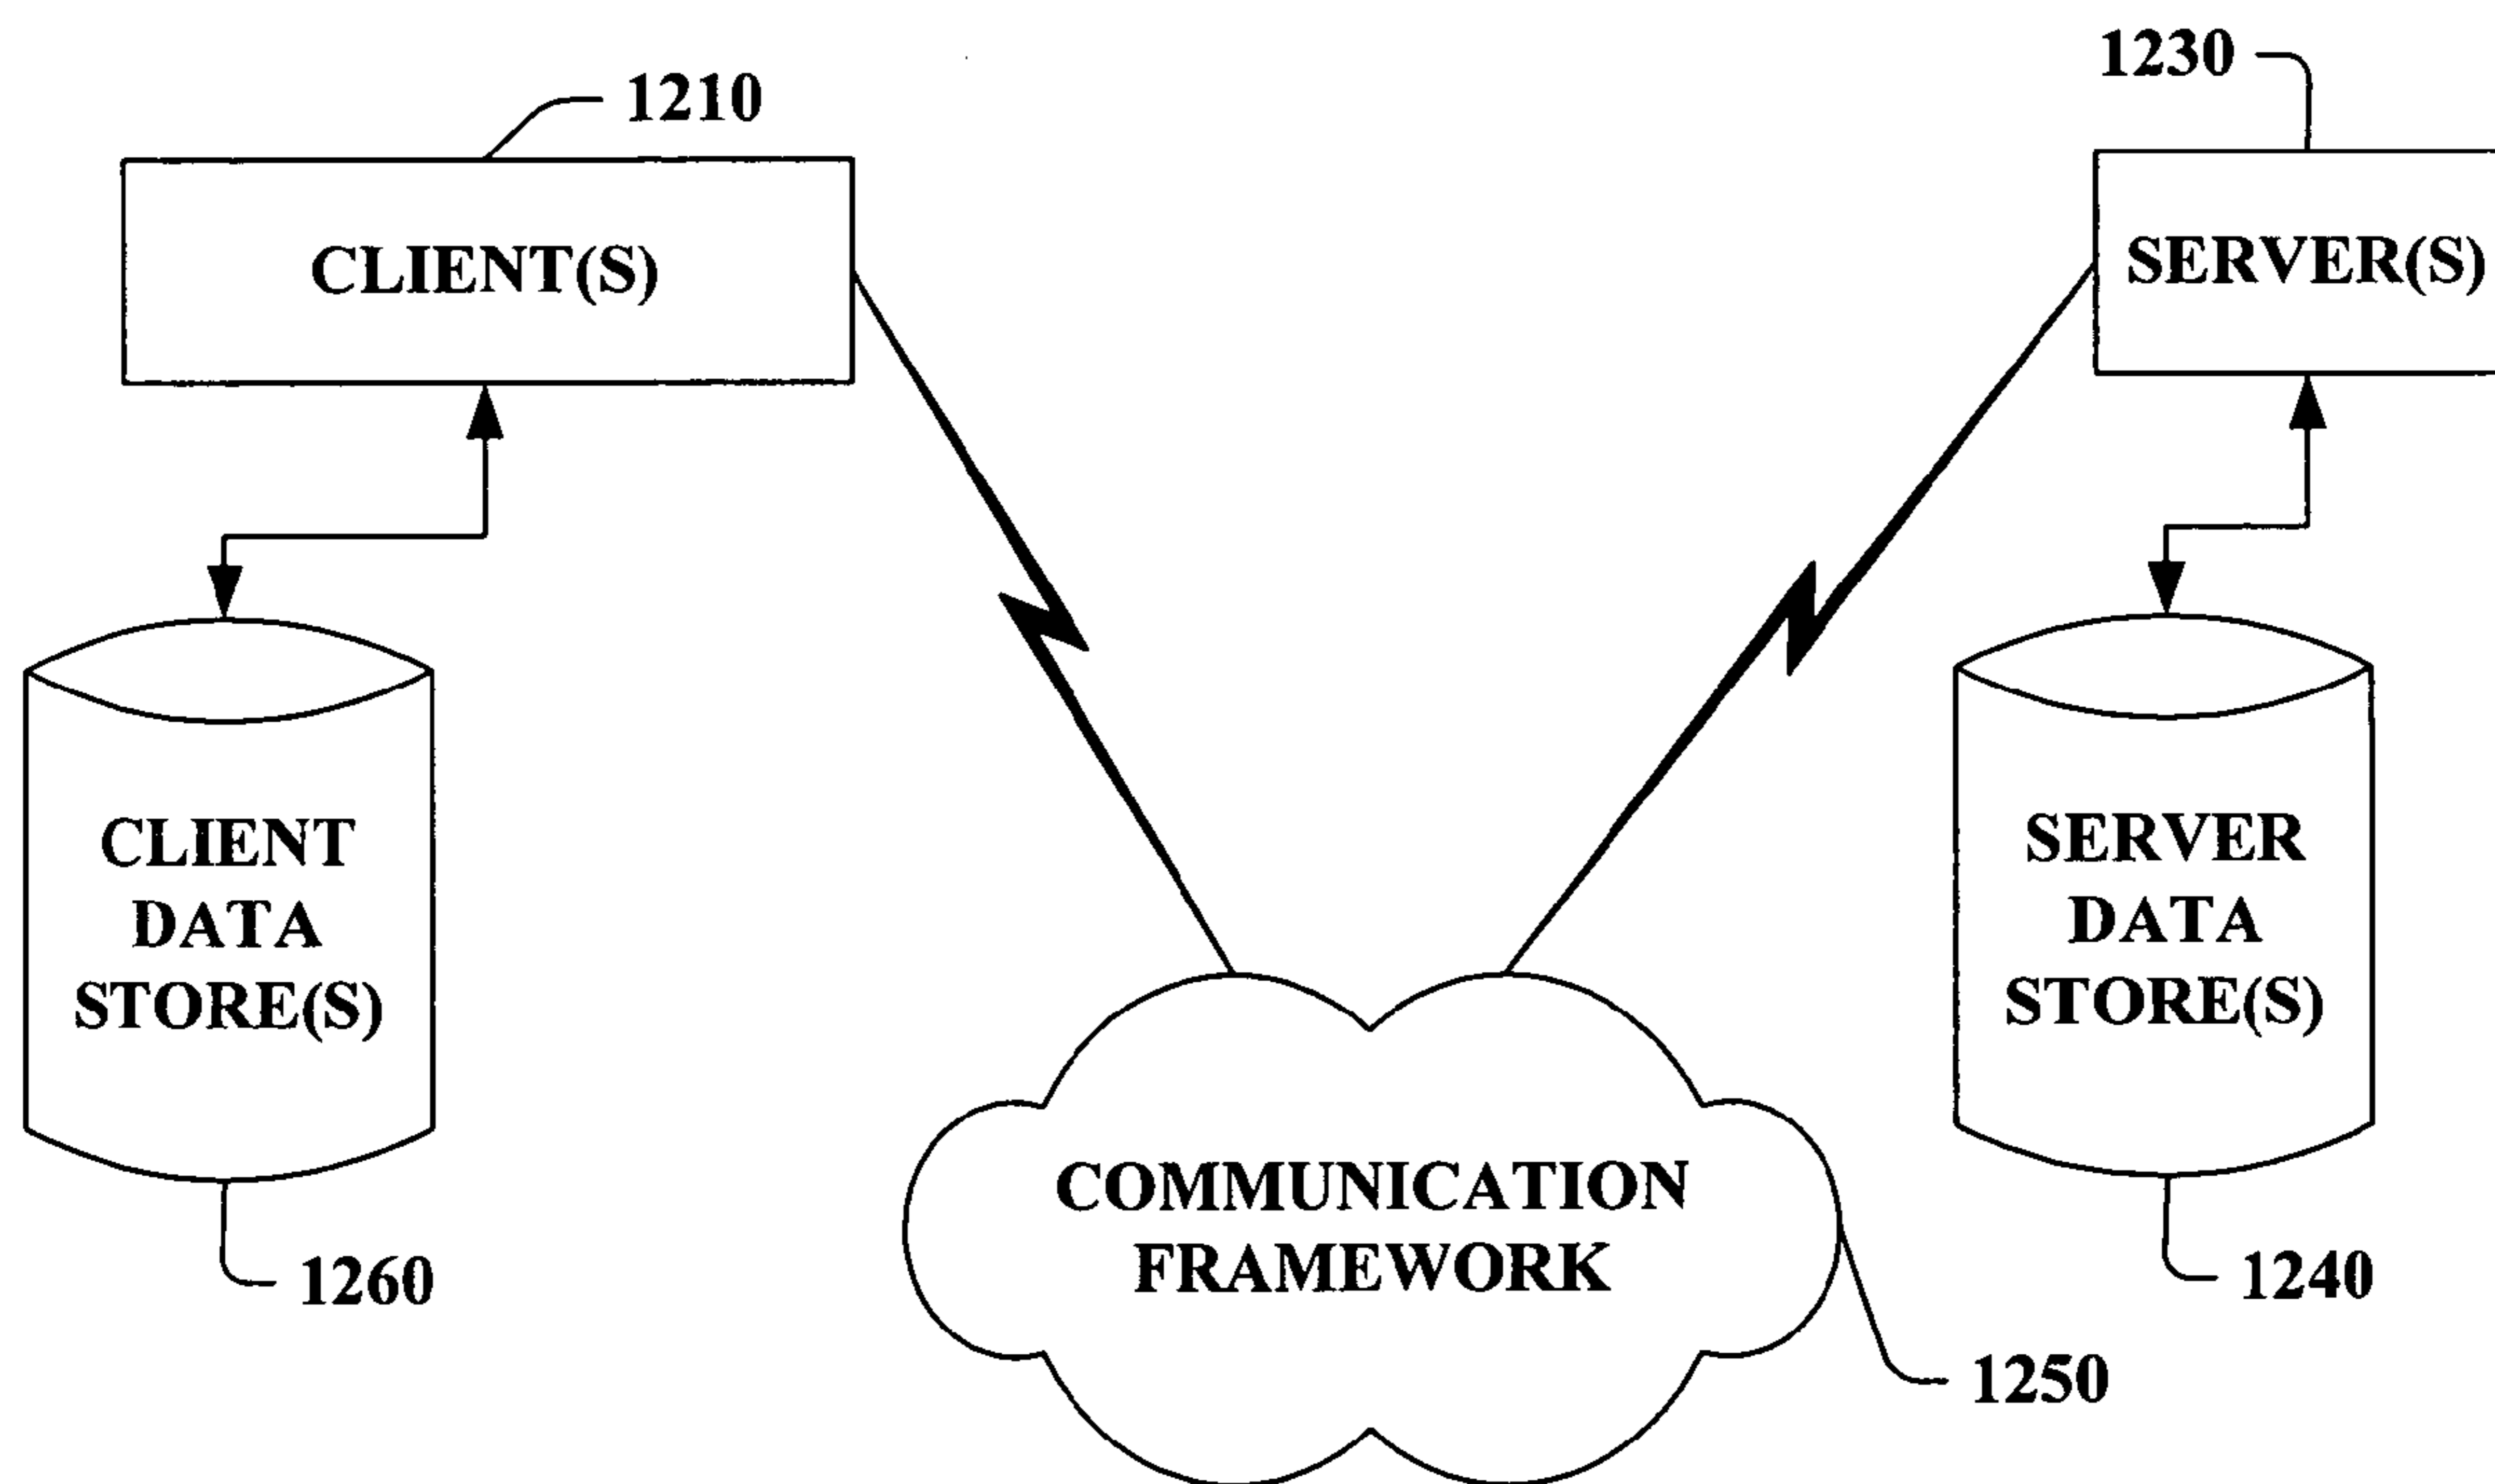 1210
1230
CLIENT(S)
SERVER(S)
CLIENT
DATA
STORE(S)
SERVER
DATA
STORE(S)
COMMUNICATION
FRAMEWORK
1260
1240
1250